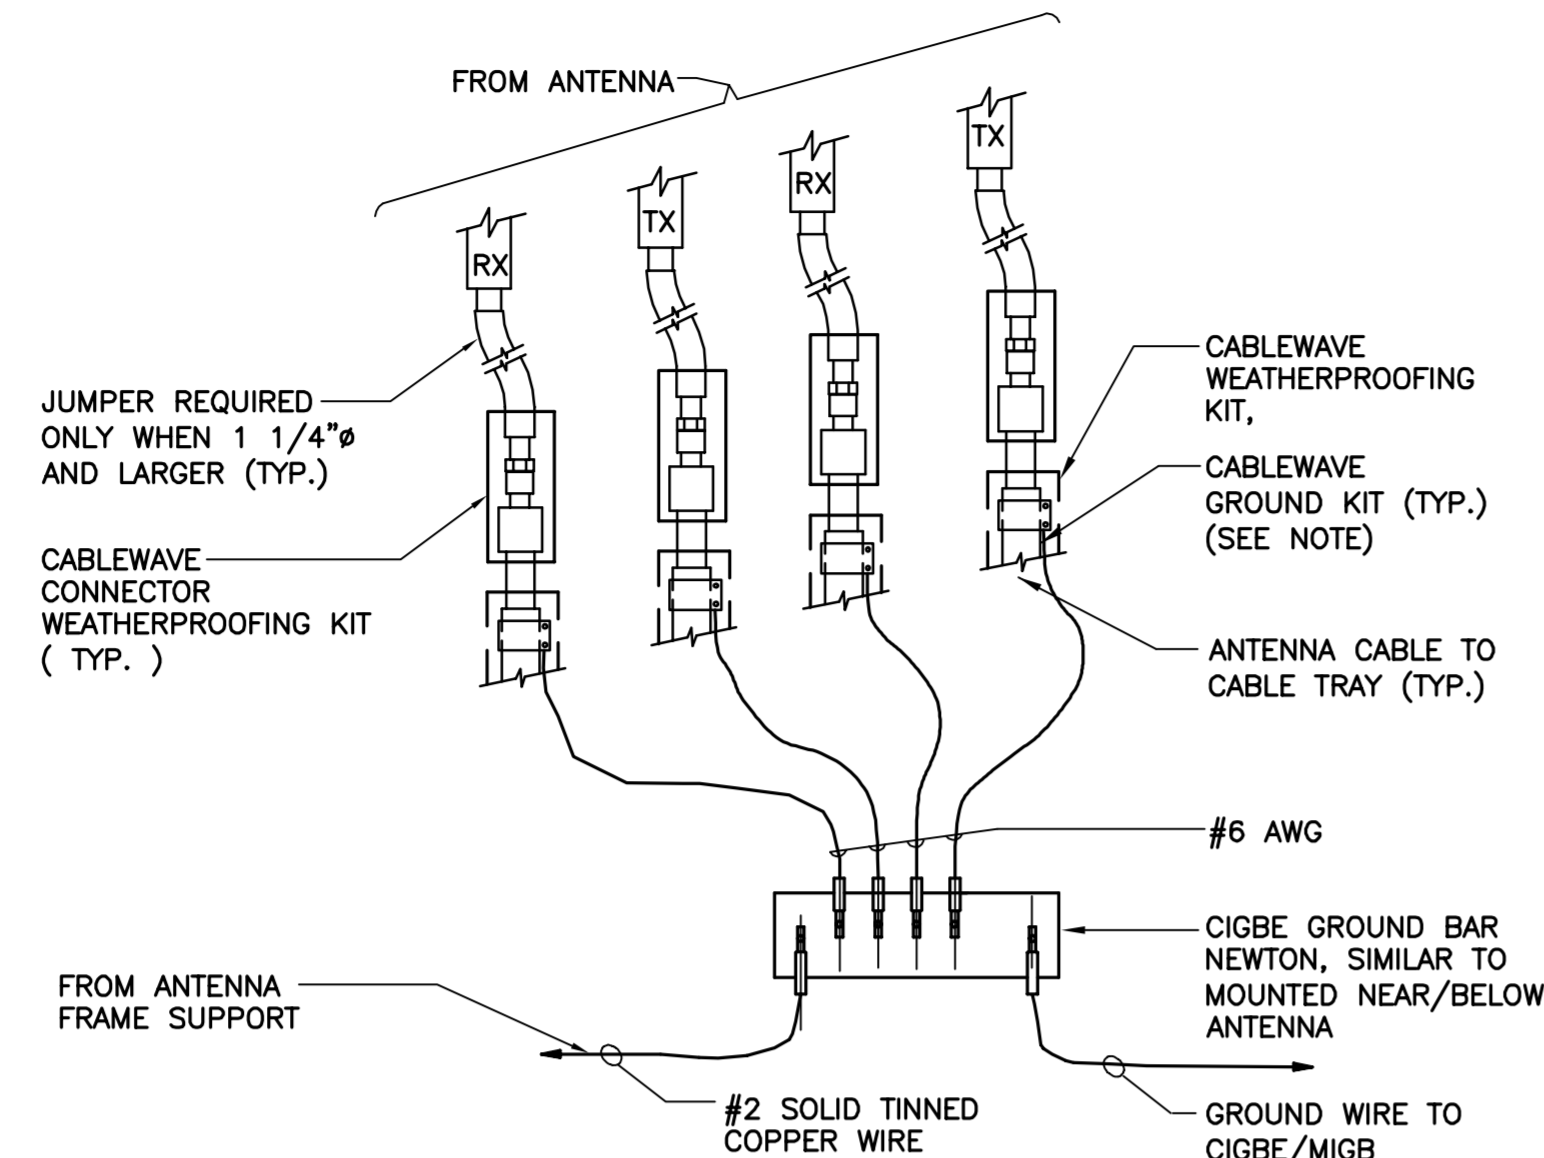 FROM ANTENNA
TX
RX
TX
RX
JUMPER REQUIRED
ONLY WHEN 1 1/4"ø
AND LARGER (TYP.)
CABLEWAVE
CONNECTOR
WEATHERPROOFING KIT
( TYP. )
CABLEWAVE
WEATHERPROOFING
KIT,
CABLEWAVE
GROUND KIT (TYP.)
(SEE NOTE)
ANTENNA CABLE TO
CABLE TRAY (TYP.)
#6 AWG
CIGBE GROUND BAR
NEWTON, SIMILAR TO
MOUNTED NEAR/BELOW
ANTENNA
FROM ANTENNA
FRAME SUPPORT
#2 SOLID TINNED
COPPER WIRE
GROUND WIRE TO
CIGBE/MIGB